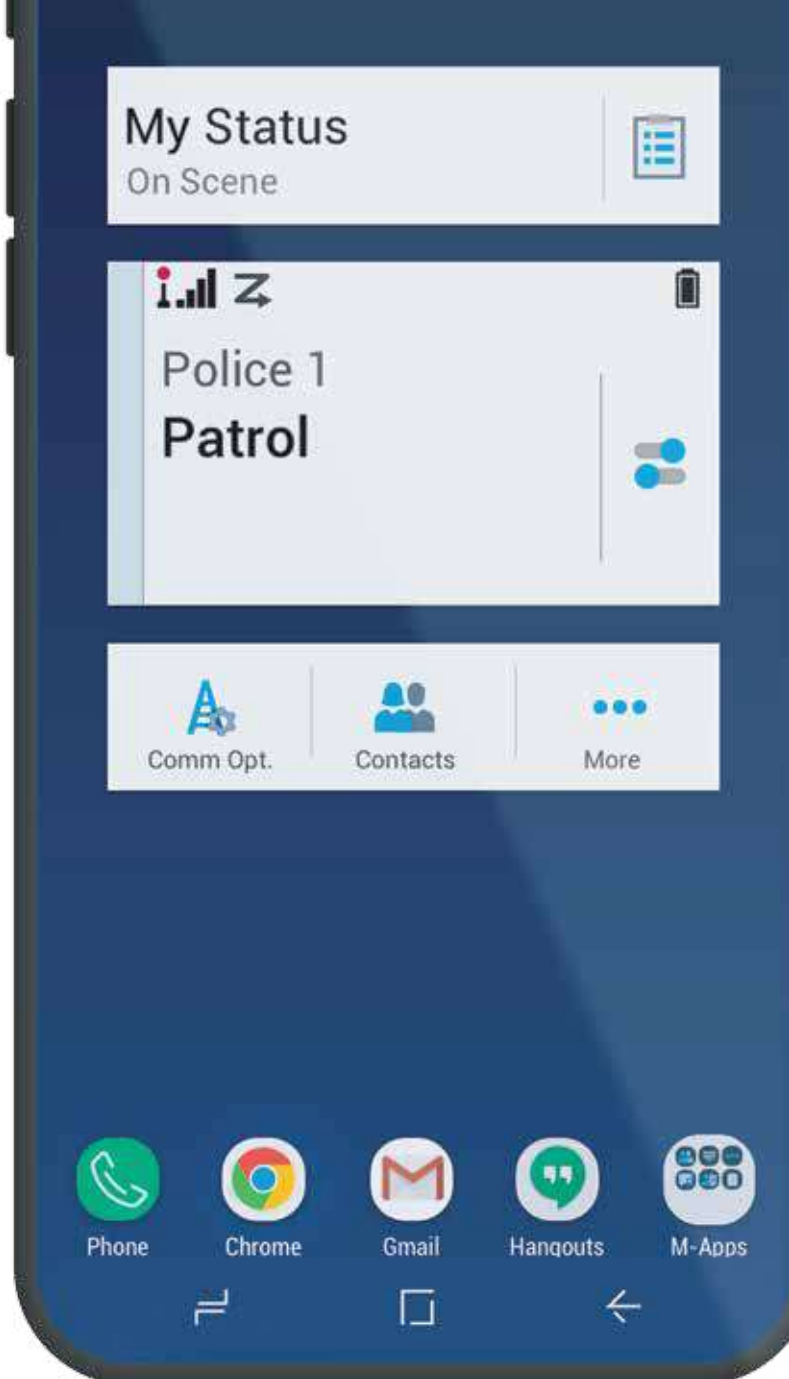 My Status
On Scene
Police 1
Patrol
Comm Opt.
Contacts
More
Phone
Chrome
Gmail
Hangouts
M-Apps